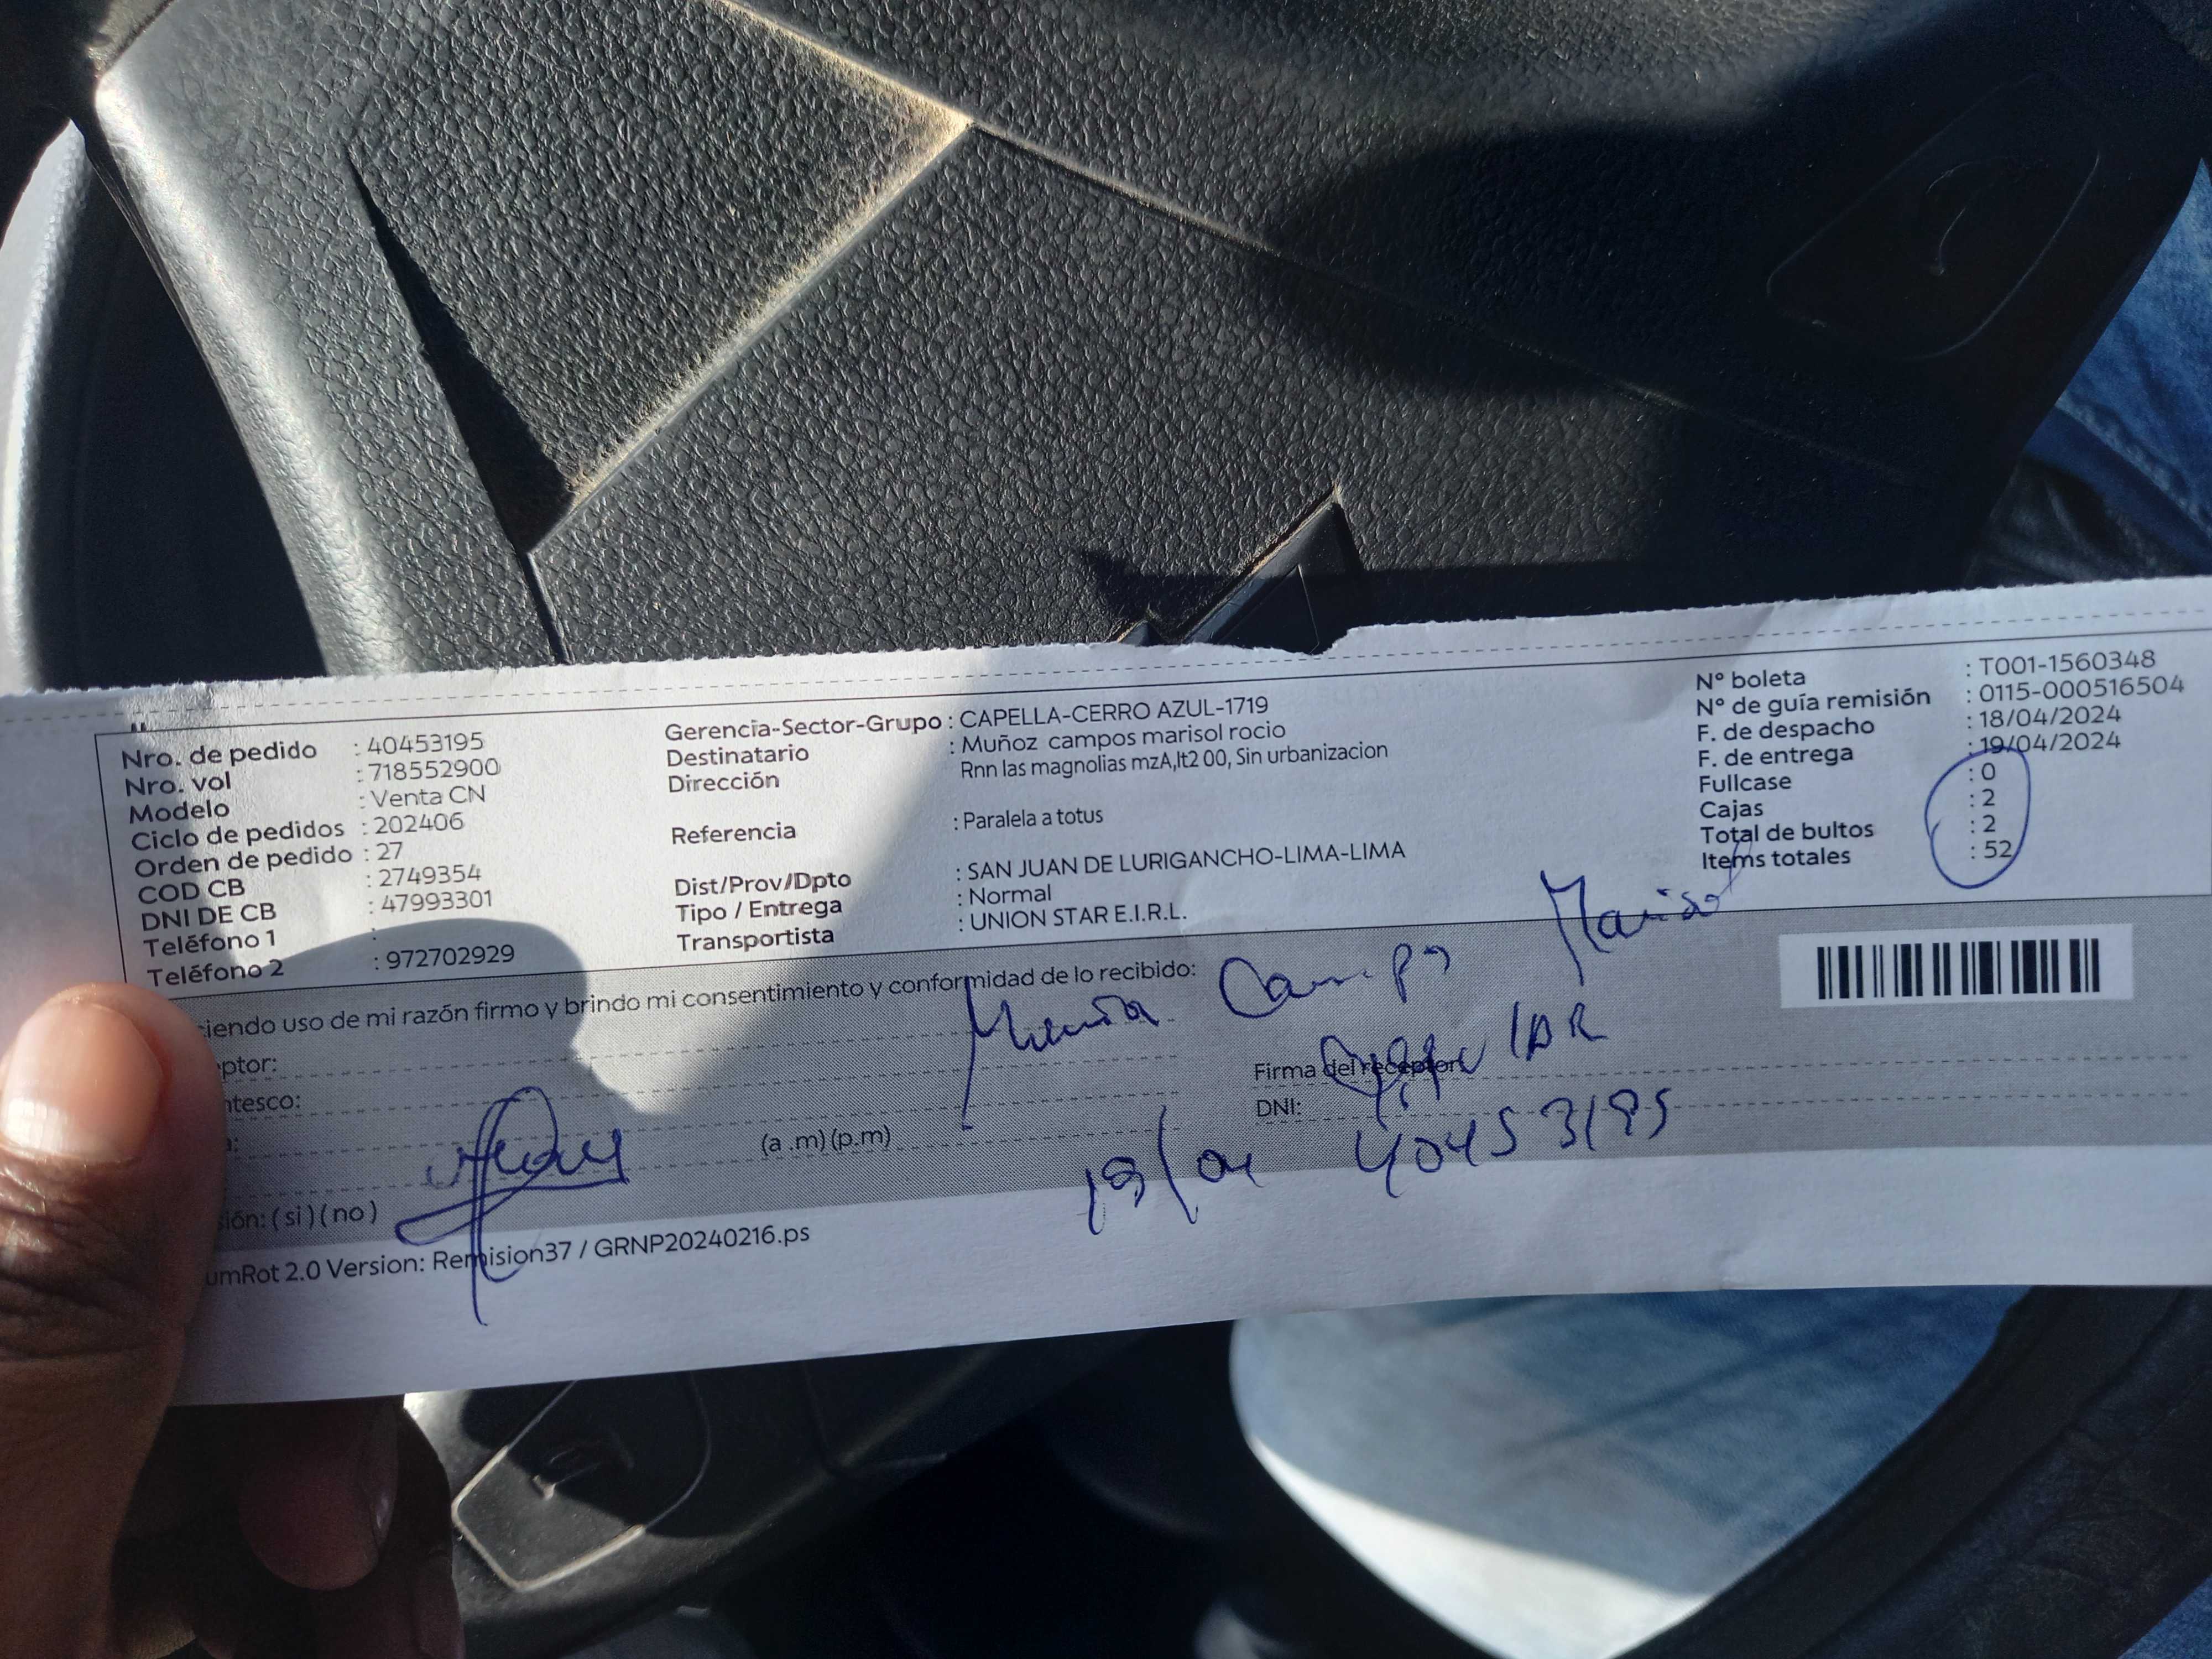 Nro. de pedido : 40453195
Nro. vol : 718552900
Modelo : Venta CN
Ciclo de pedidos : 202406
Orden de pedido : 27
COD CB : 2749354
DNI DE CB : 47993301
Teléfono 1 :
Teléfono 2 : 972702929
Gerencia-Sector-Grupo : CAPELLA-CERRO AZUL-1719
Destinatario : Muñoz campos marisol rocio
Dirección Rnn las magnolias mzA,lt2 00, Sin urbanizacion
Referencia : Paralela a totus
Dist/Prov/Dpto : SAN JUAN DE LURIGANCHO-LIMA-LIMA
Tipo / Entrega : Normal
Transportista : UNION STAR E.I.R.L.
N° boleta : T001-1560348
N° de guía remisión : 0115-000516504
F. de despacho : 18/04/2024
F. de entrega : 19/04/2024
Fullcase : 0
Cajas : 2
Total de bultos : 2
Items totales : 52
ciendo uso de mi razón firmo y brindo mi consentimiento y conformidad de lo recibido:
Campos Marisol
ptor:
Firma del receptor:
ntesco:
DNI:
(a .m) (p.m)
19/04 40453195
sión: ( si ) ( no )
umRot 2.0 Version: Remision37 / GRNP20240216.ps